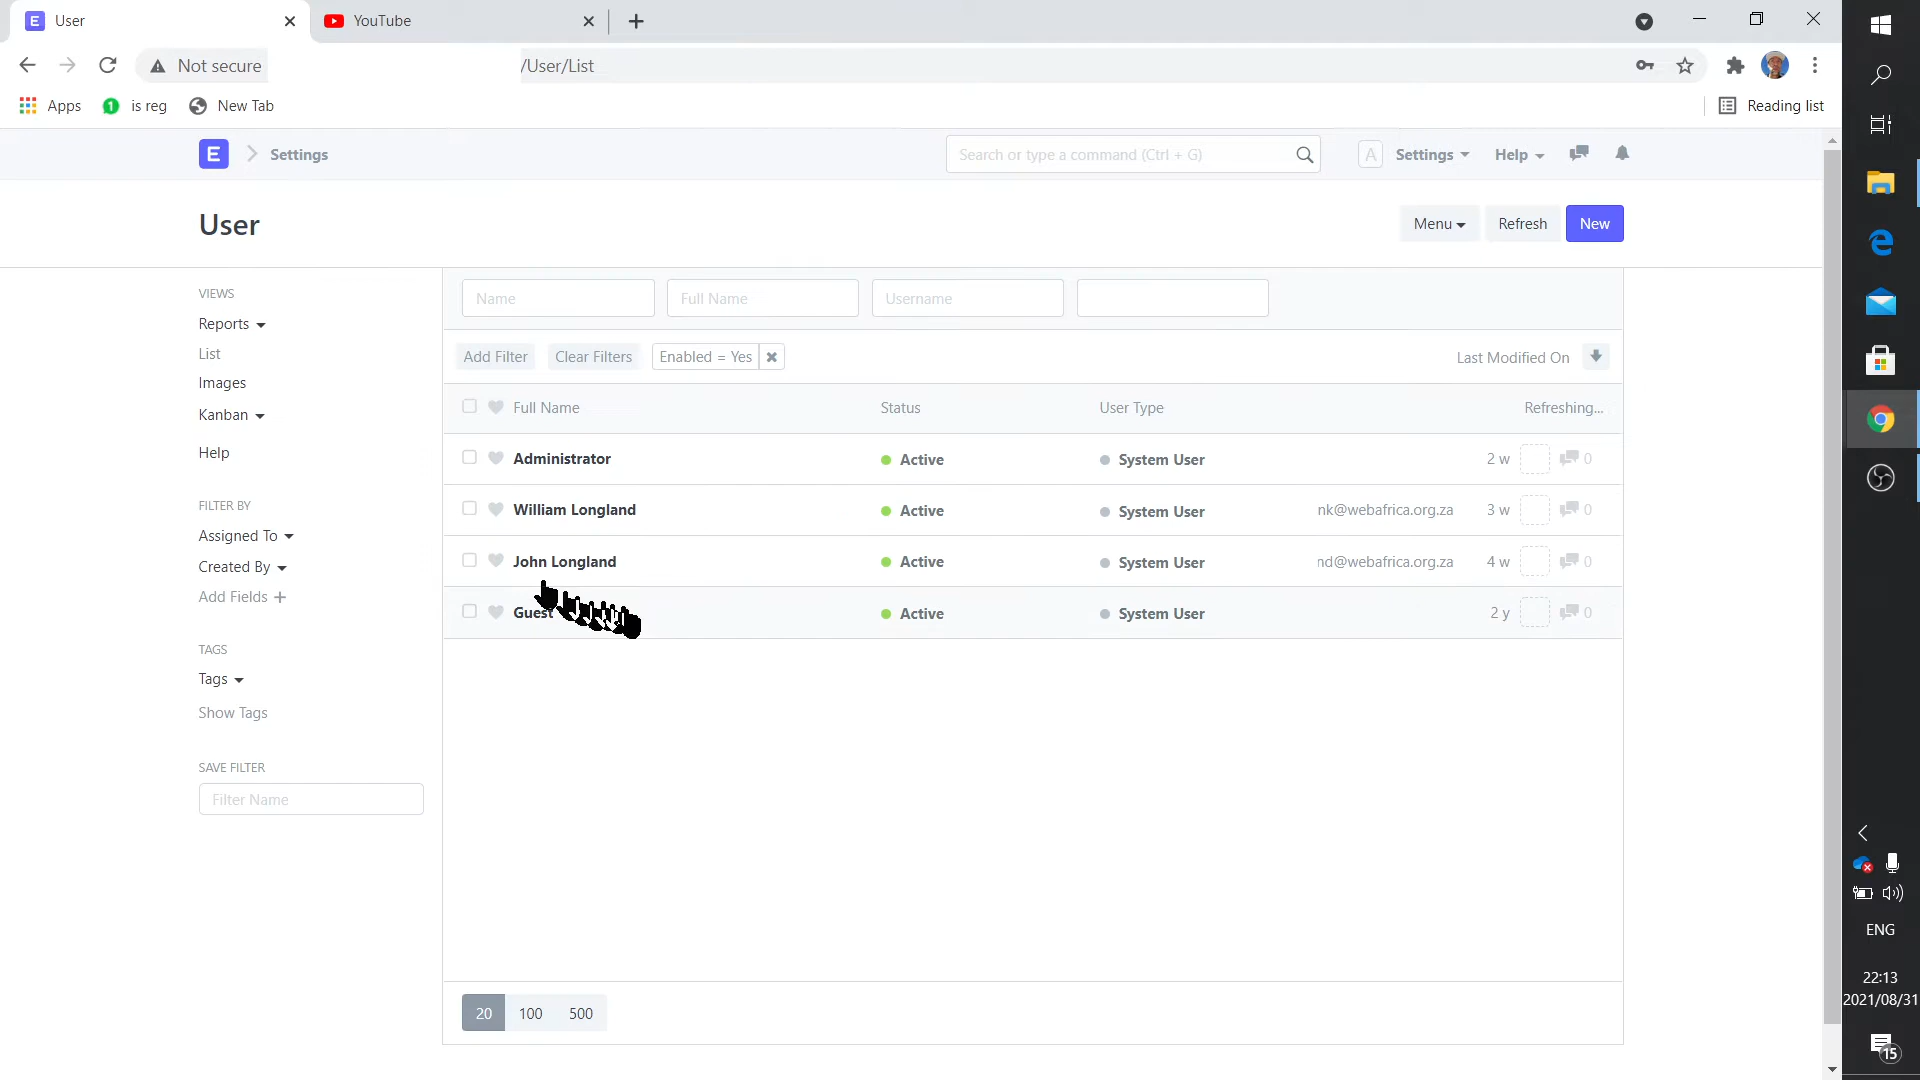 E User
YouTube
Not secure
/User/List
Apps
1 is reg
New Tab
Reading list
E Settings
Search or type a command (Ctrl + G)
A Settings
Help
User
Menu
Refresh
New
VIEWS
Reports
List
Images
Kanban
Help
FILTER BY
Assigned To
Created By
Add Fields +
TAGS
Tags
Show Tags
SAVE FILTER
Filter Name
Name
Full Name
Username
Add Filter
Clear Filters
Enabled = Yes
Last Modified On
Full Name Status User Type Refreshing...
Administrator Active System User 2 w 0
William Longland Active System User nk@webafrica.org.za 3 w 0
John Longland Active System User nd@webafrica.org.za 4 w 0
Guest Active System User 2 y 0
20 100 500
ENG
22:13
2021/08/31
15